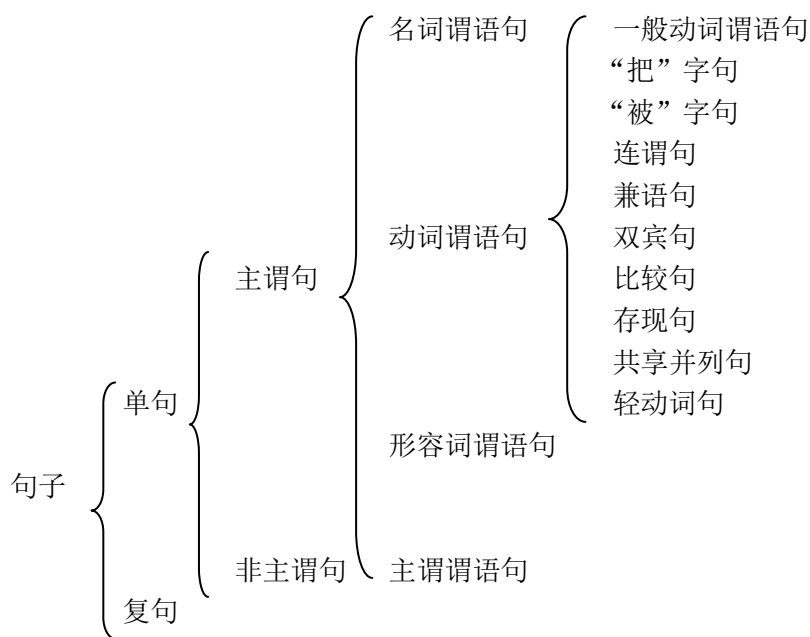 名词谓语句
一般动词谓语句
“把”字句
“被”字句
连谓句
兼语句
动词谓语句
双宾句
主谓句
比较句
存现句
共享并列句
单句
轻动词句
形容词谓语句
句子
非主谓句
主谓谓语句
复句